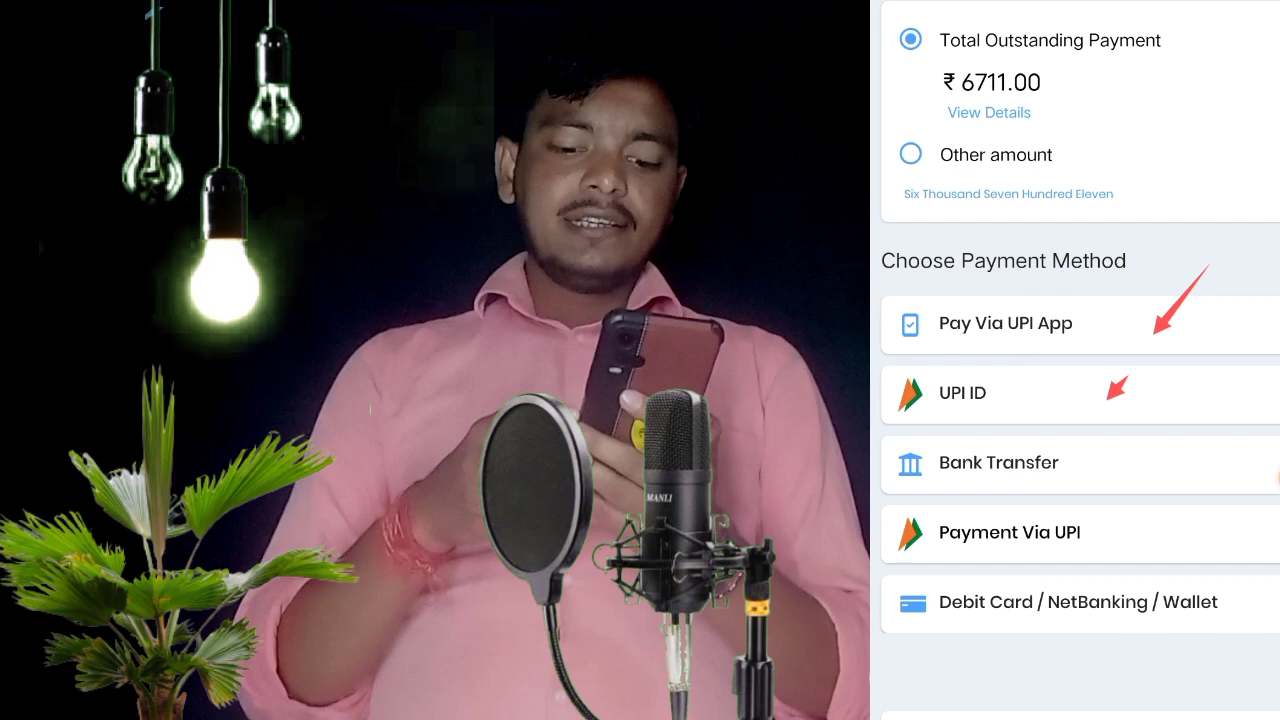 MANLI
Total Outstanding Payment
₹ 6711.00
View Details
Other amount
Six Thousand Seven Hundred Eleven
Choose Payment Method
Pay Via UPI App
UPI ID
Bank Transfer
Payment Via UPI
Debit Card / NetBanking / Wallet